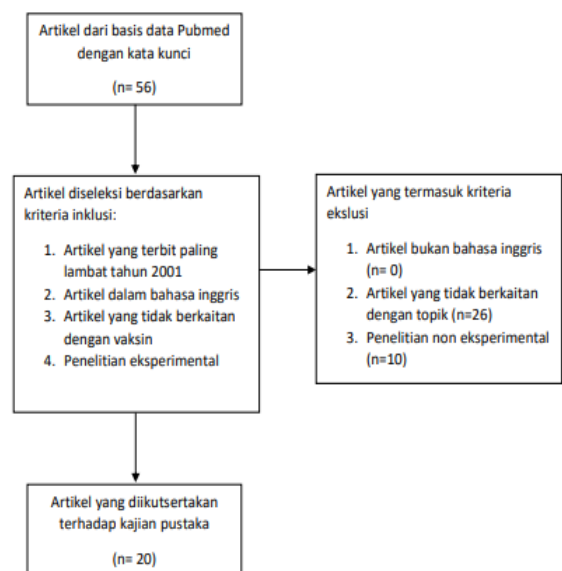 Artikel dari basis data Pubmed
dengan kata kunci
(n= 56)
Artikel diseleksi berdasarkan
kriteria inklusi:
1. Artikel yang terbit paling
lambat tahun 2001
2. Artikel dalam bahasa inggris
3. Artikel yang tidak berkaitan
dengan vaksin
4. Penelitian eksperimental
Artikel yang termasuk kriteria
ekslusi
1. Artikel bukan bahasa inggris
(n= 0)
2. Artikel yang tidak berkaitan
dengan topik (n=26)
3. Penelitian non eksperimental
(n=10)
Artikel yang diikutsertakan
terhadap kajian pustaka
(n= 20)